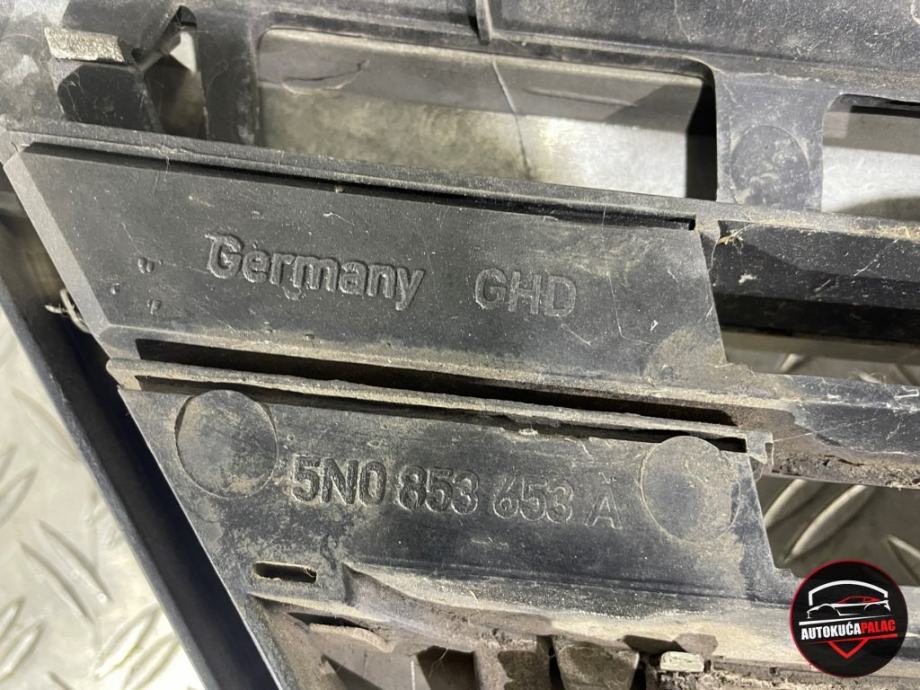 Germany GHD
5N0 853 653 A
AUTOKUĆAPALAC